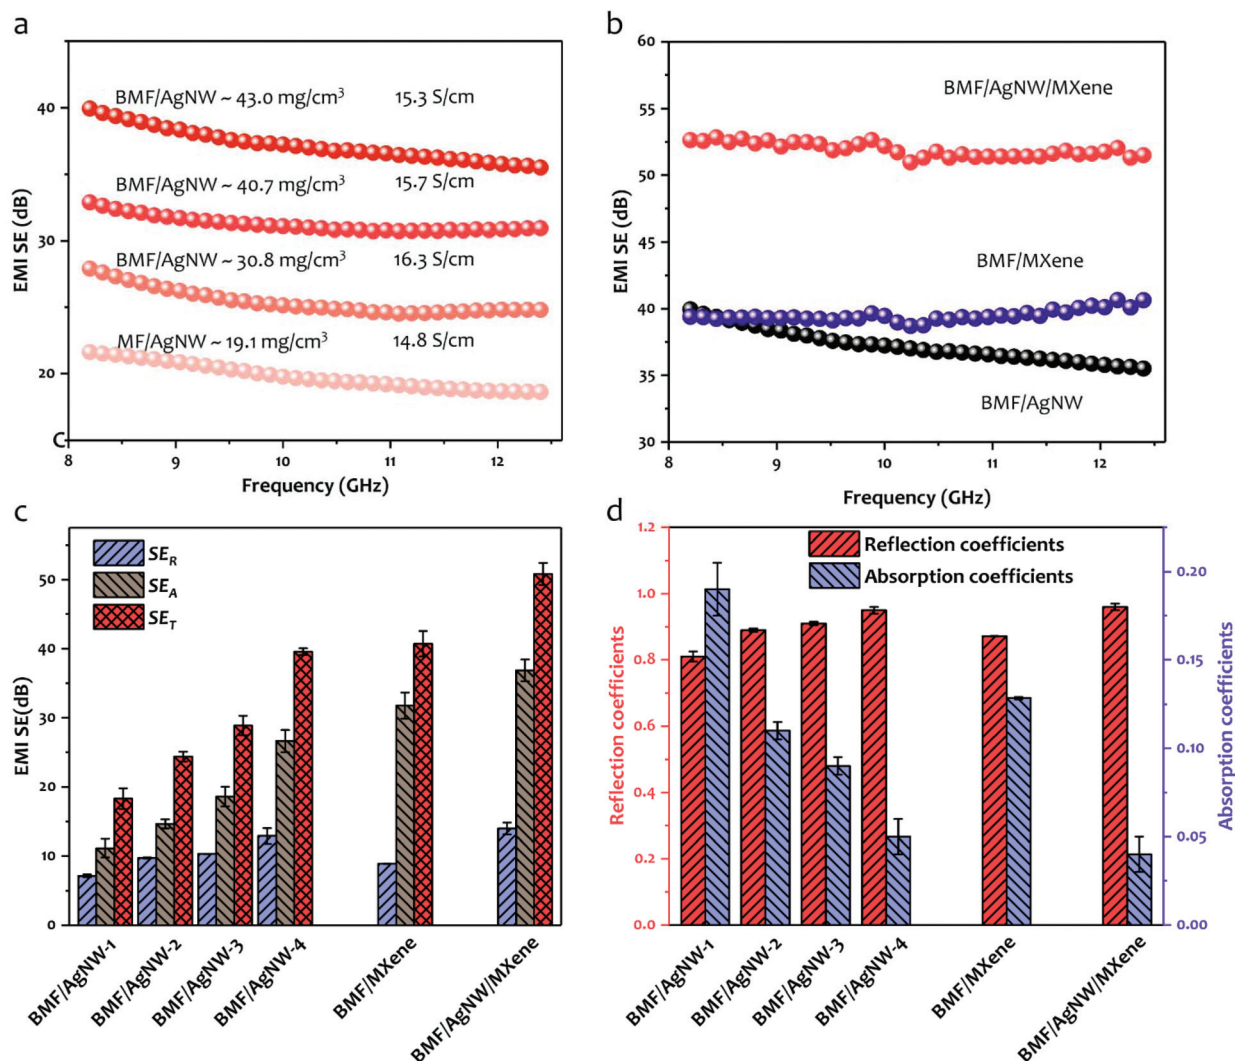 a
BMF/AgNW ~ 43.0 mg/cm³ 15.3 S/cm
BMF/AgNW ~ 40.7 mg/cm³ 15.7 S/cm
BMF/AgNW ~ 30.8 mg/cm³ 16.3 S/cm
MF/AgNW ~ 19.1 mg/cm³ 14.8 S/cm
EMI SE (dB)
40
30
20
C
8 9 10 11 12
Frequency (GHz)
b
BMF/AgNW/MXene
BMF/MXene
BMF/AgNW
EMI SE (dB)
60
55
50
45
40
35
30
8 9 10 11 12
Frequency (GHz)
c
SE_R
SE_A
SE_T
EMI SE(dB)
50
40
30
20
10
0
BMF/AgNW-1
BMF/AgNW-2
BMF/AgNW-3
BMF/AgNW-4
BMF/MXene
BMF/AgNW/MXene
d
Reflection coefficients
Absorption coefficients
Reflection coefficients
1.2
1.0
0.8
0.6
0.4
0.2
0.0
Absorption coefficients
0.20
0.15
0.10
0.05
0.00
BMF/AgNW-1
BMF/AgNW-2
BMF/AgNW-3
BMF/AgNW-4
BMF/MXene
BMF/AgNW/MXene